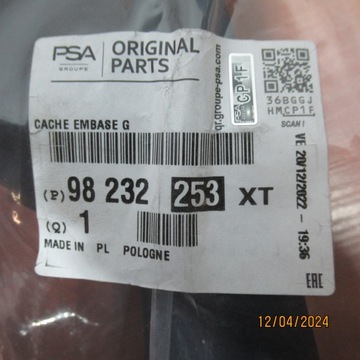 PSA
GROUPE
ORIGINAL
PARTS
qr.groupe-psa.com
CP1F
36BGGJ
HMCP1F
SCAN!
CACHE EMBASE G
(P) 98 232 253 XT
(Q) 1
MADE IN PL POLOGNE
VE 20/12/2022 - 19:36
EAC
12/04/2024